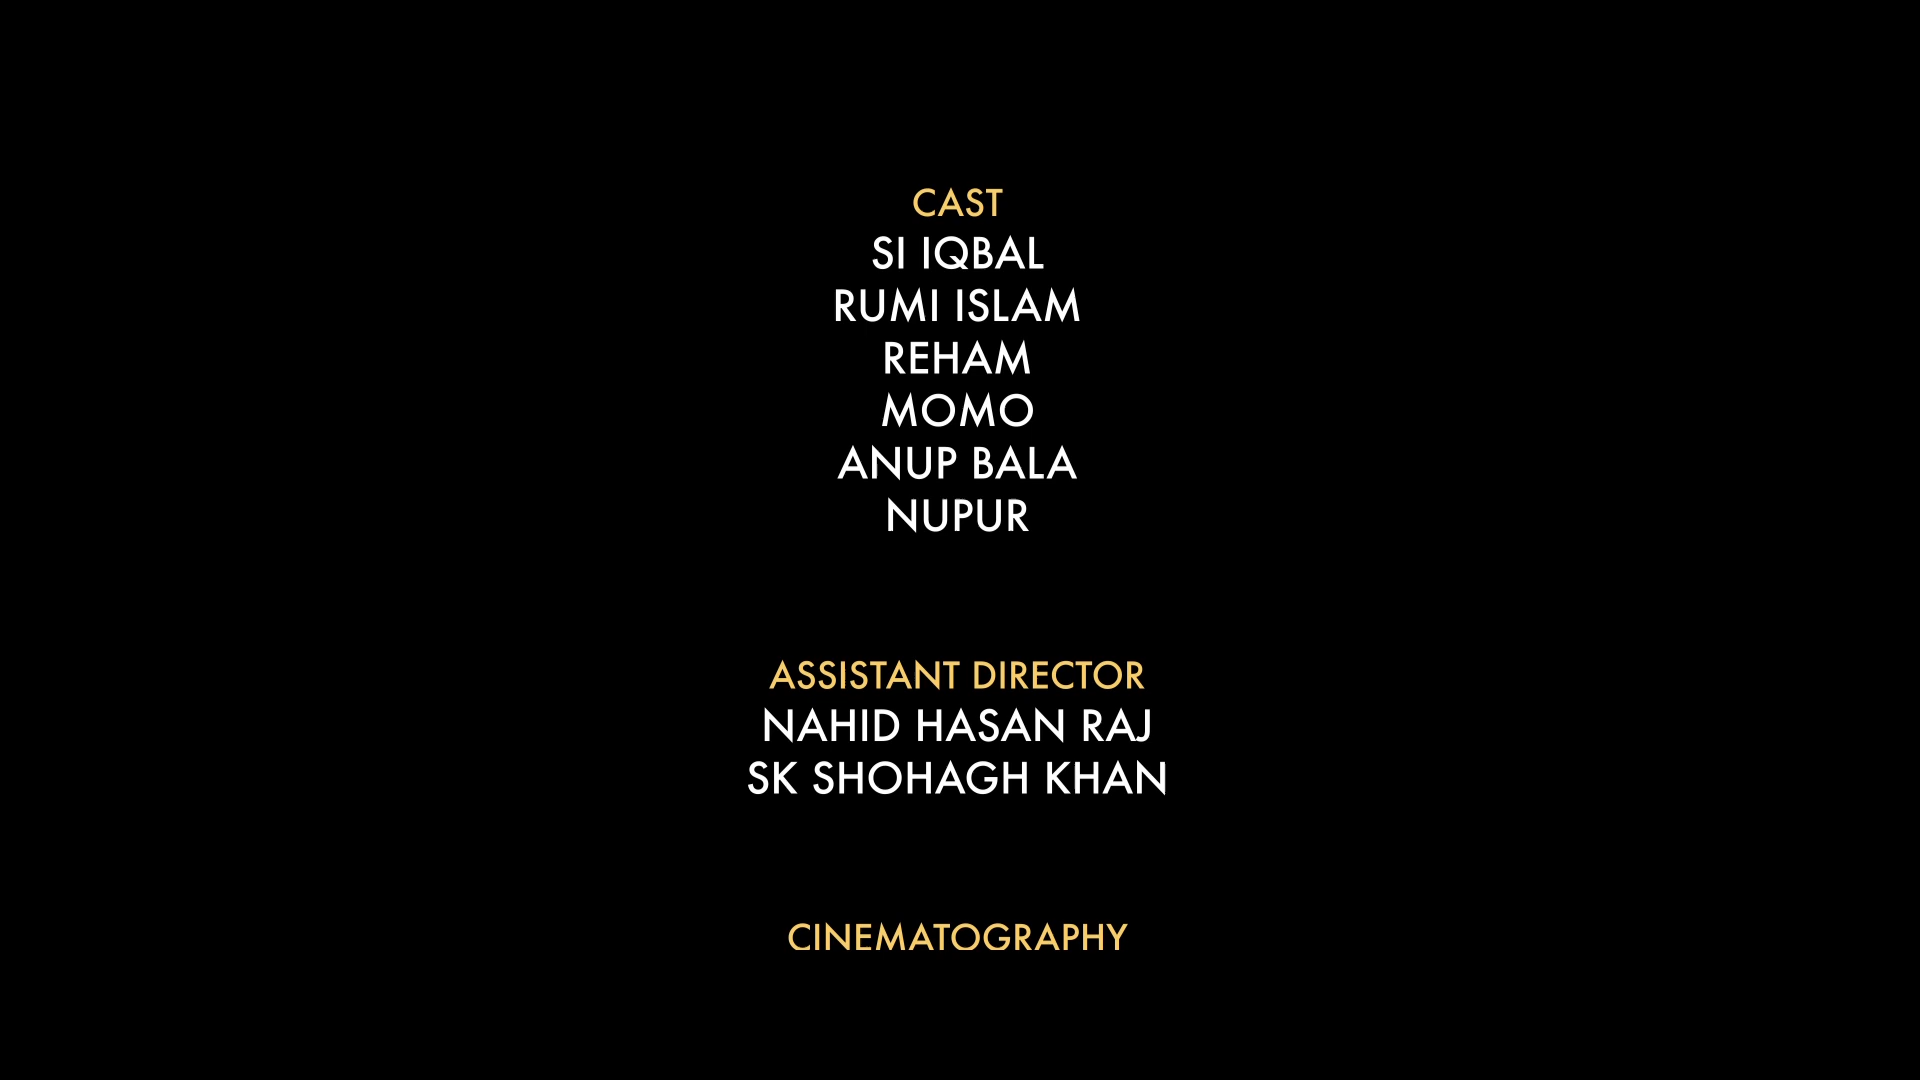 CAST
SI IQBAL
RUMI ISLAM
REHAM
MOMO
ANUP BALA
NUPUR
ASSISTANT DIRECTOR
NAHID HASAN RAJ
SK SHOHAGH KHAN
CINEMATOGRAPHY